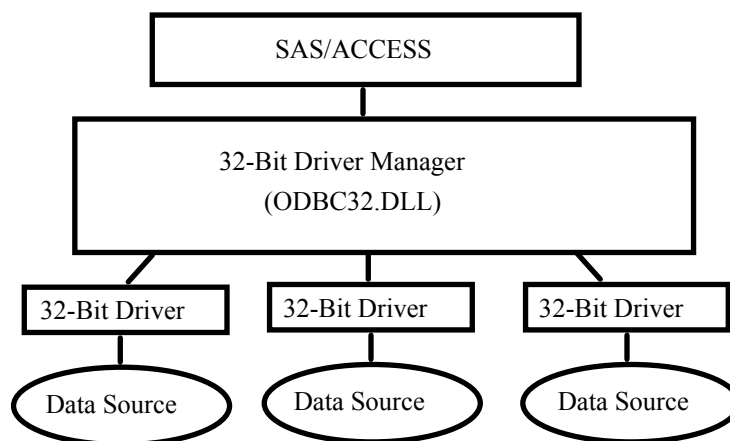 SAS/ACCESS
32-Bit Driver Manager
(ODBC32.DLL)
32-Bit Driver
32-Bit Driver
32-Bit Driver
Data Source
Data Source
Data Source